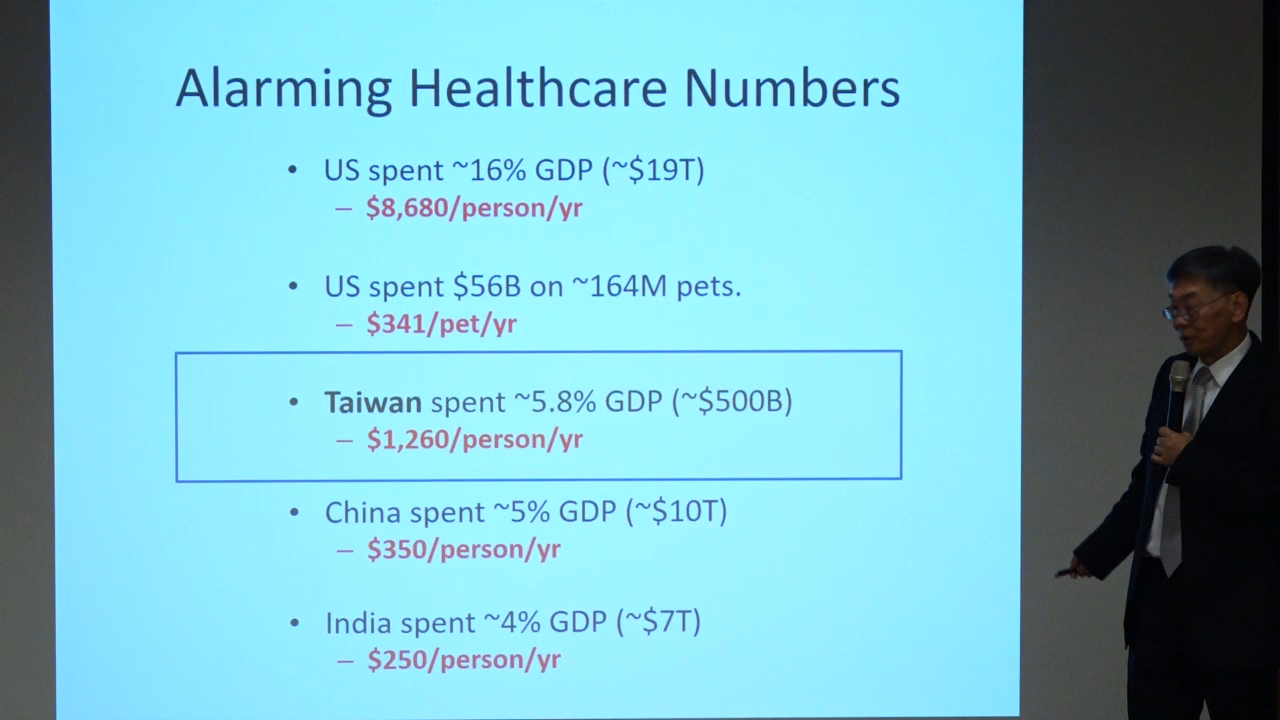 Alarming Healthcare Numbers
• US spent ~16% GDP (~$19T)
– $8,680/person/yr
• US spent $56B on ~164M pets.
– $341/pet/yr
• Taiwan spent ~5.8% GDP (~$500B)
– $1,260/person/yr
• China spent ~5% GDP (~$10T)
– $350/person/yr
• India spent ~4% GDP (~$7T)
– $250/person/yr